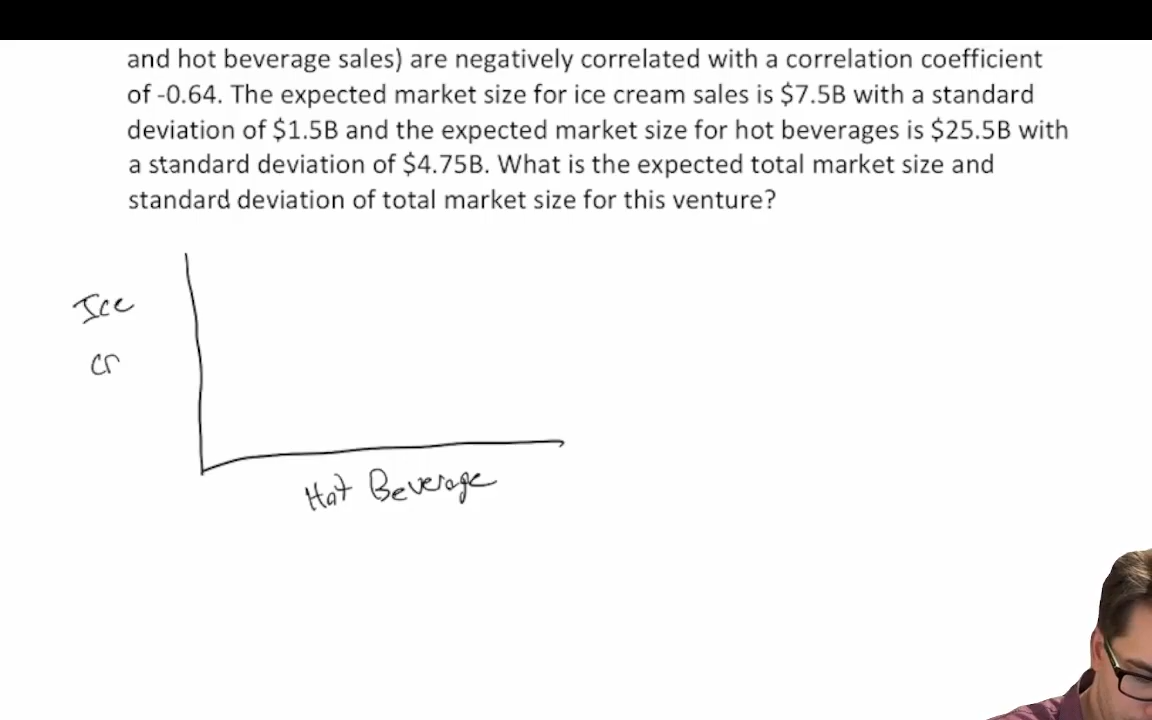 and hot beverage sales) are negatively correlated with a correlation coefficient
of -0.64. The expected market size for ice cream sales is $7.5B with a standard
deviation of $1.5B and the expected market size for hot beverages is $25.5B with
a standard deviation of $4.75B. What is the expected total market size and
standard deviation of total market size for this venture?
Ice
cr
Hot Beverage